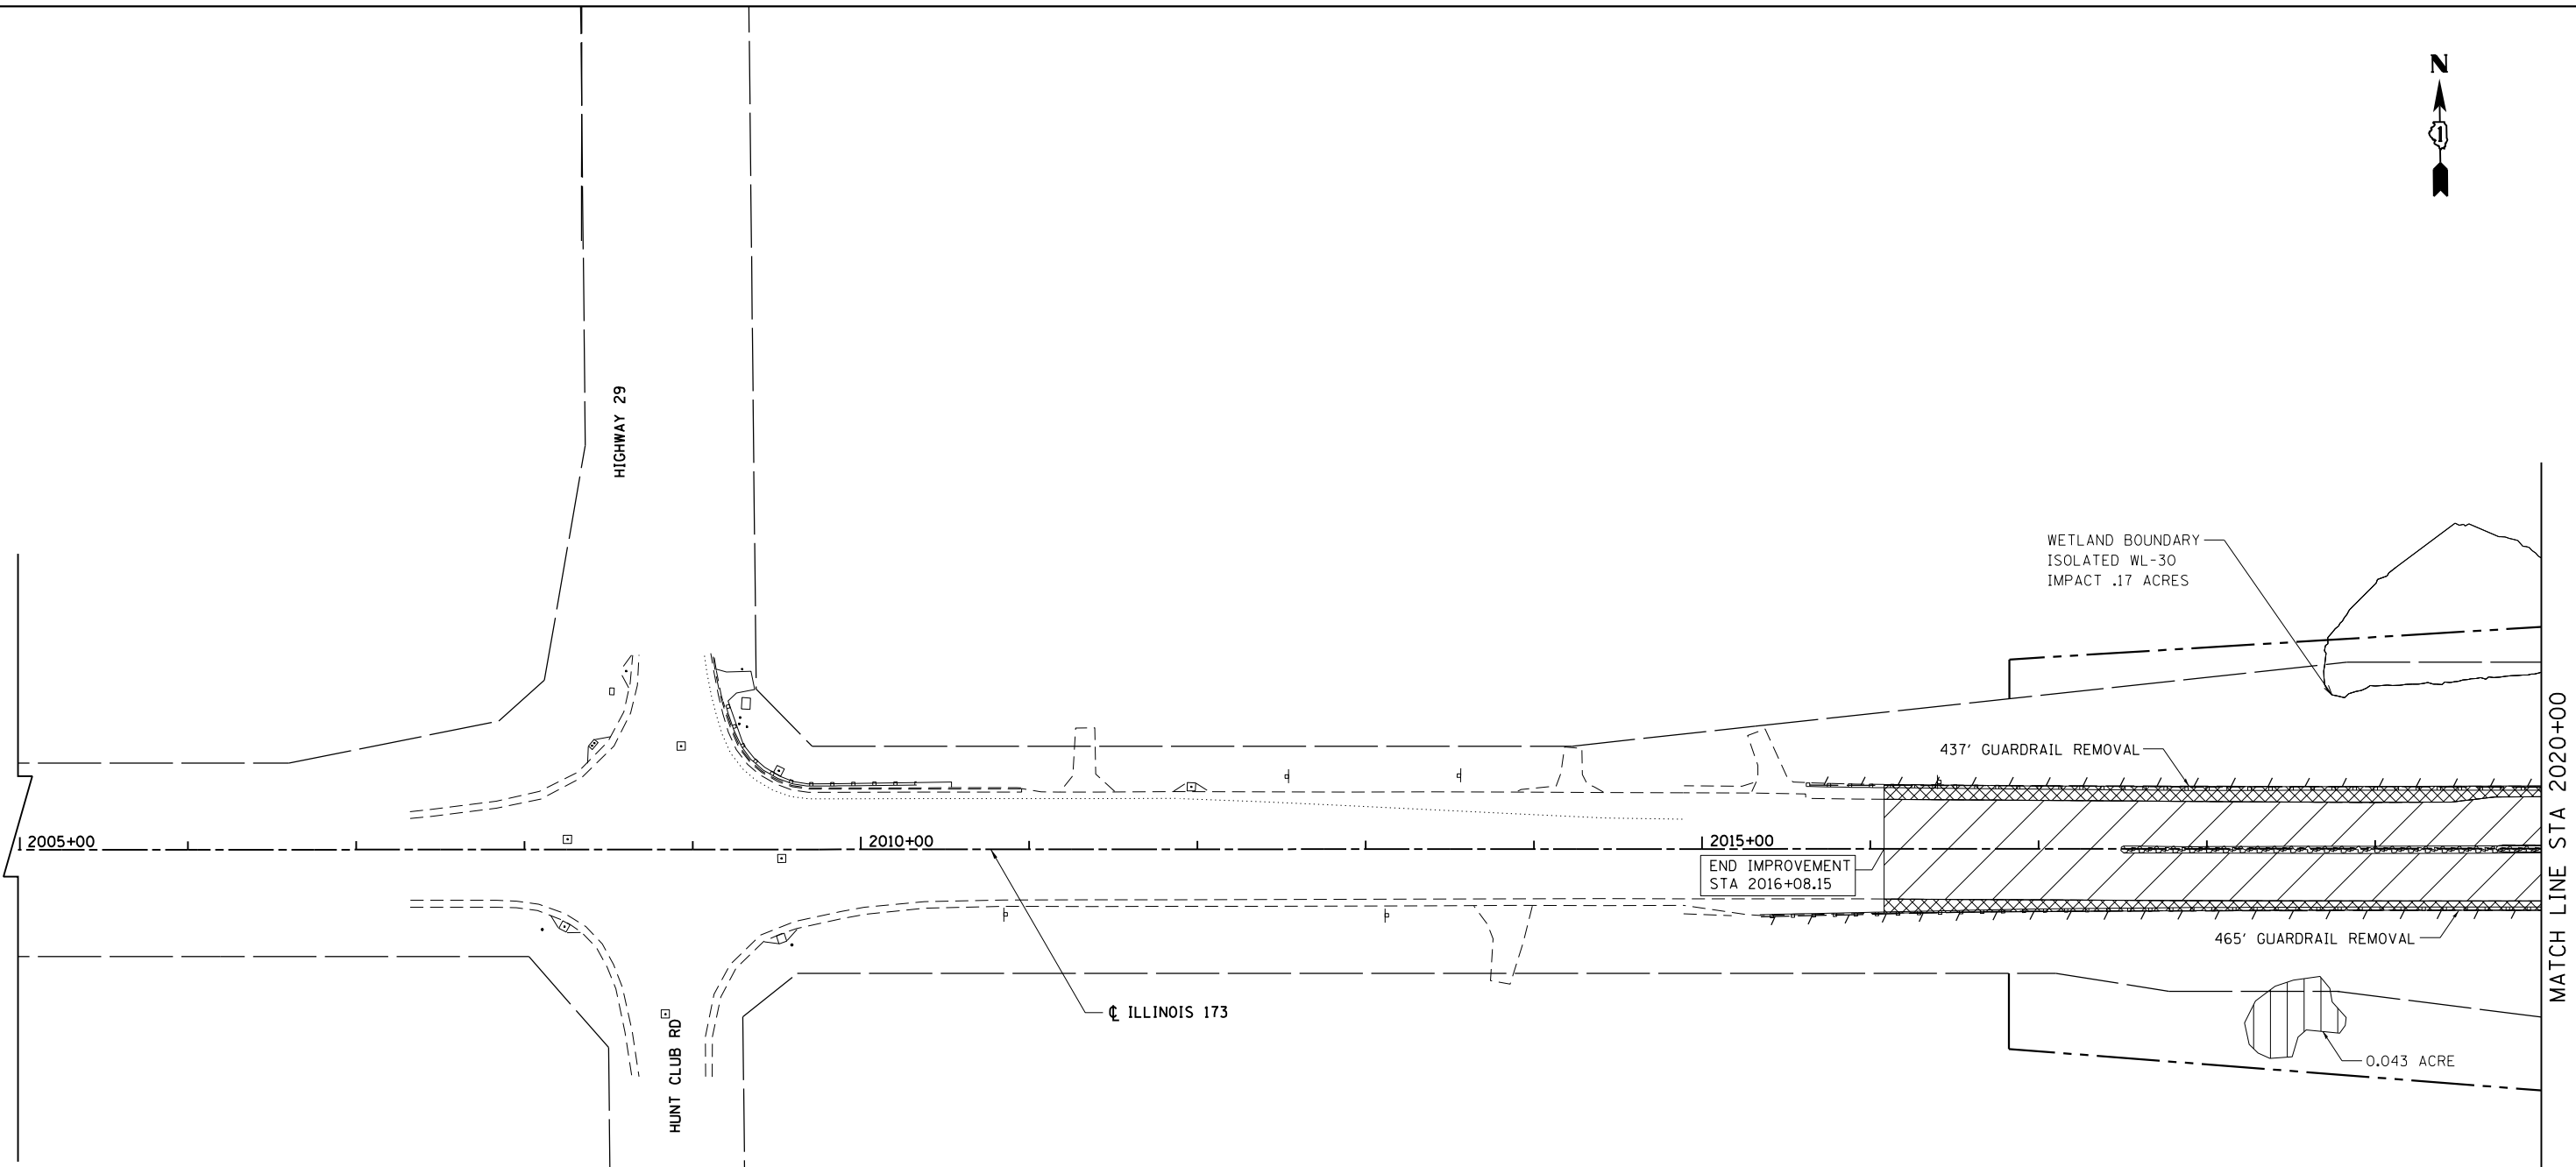 N
1
HIGHWAY 29
WETLAND BOUNDARY
ISOLATED WL-30
IMPACT .17 ACRES
437' GUARDRAIL REMOVAL
2005+00
2010+00
2015+00
END IMPROVEMENT
STA 2016+08.15
MATCH LINE STA 2020+00
465' GUARDRAIL REMOVAL
℄ ILLINOIS 173
HUNT CLUB RD
0.043 ACRE